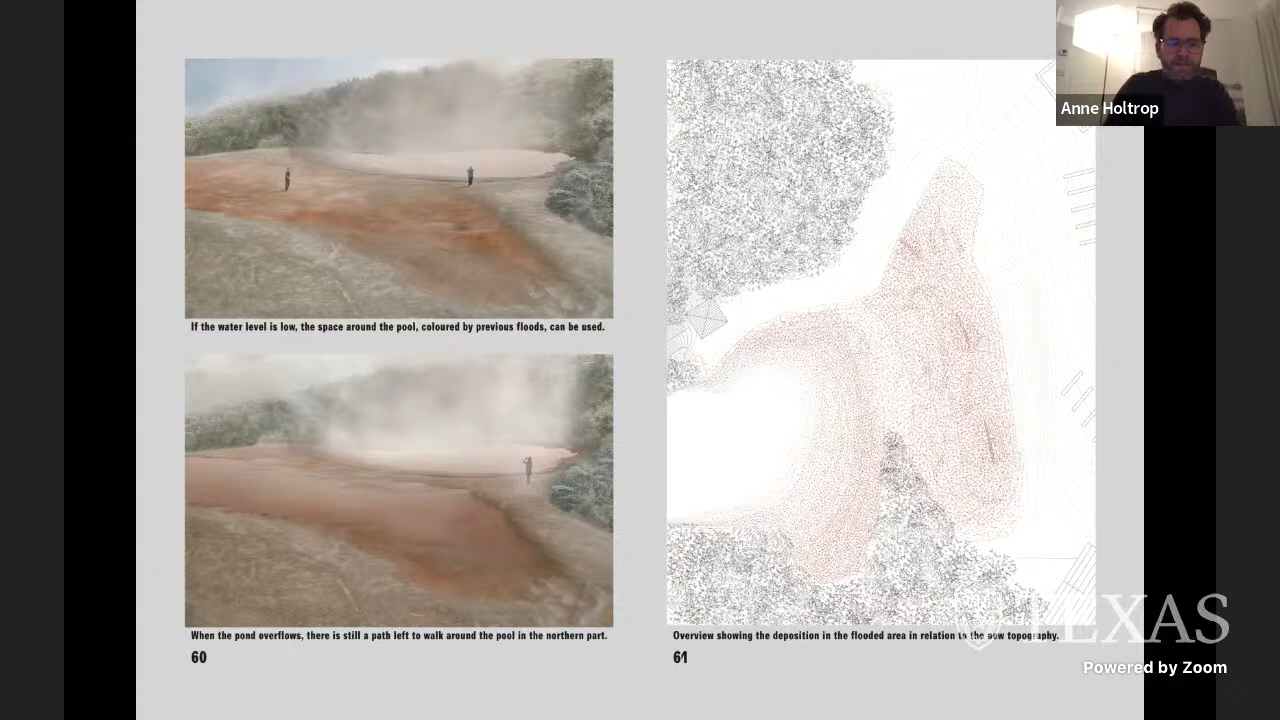 Anne Holtrop
If the water level is low, the space around the pool, coloured by previous floods, can be used.
When the pond overflows, there is still a path left to walk around the pool in the northern part.
60
Overview showing the deposition in the flooded area in relation to the new topography.
61
TEXAS
Powered by Zoom